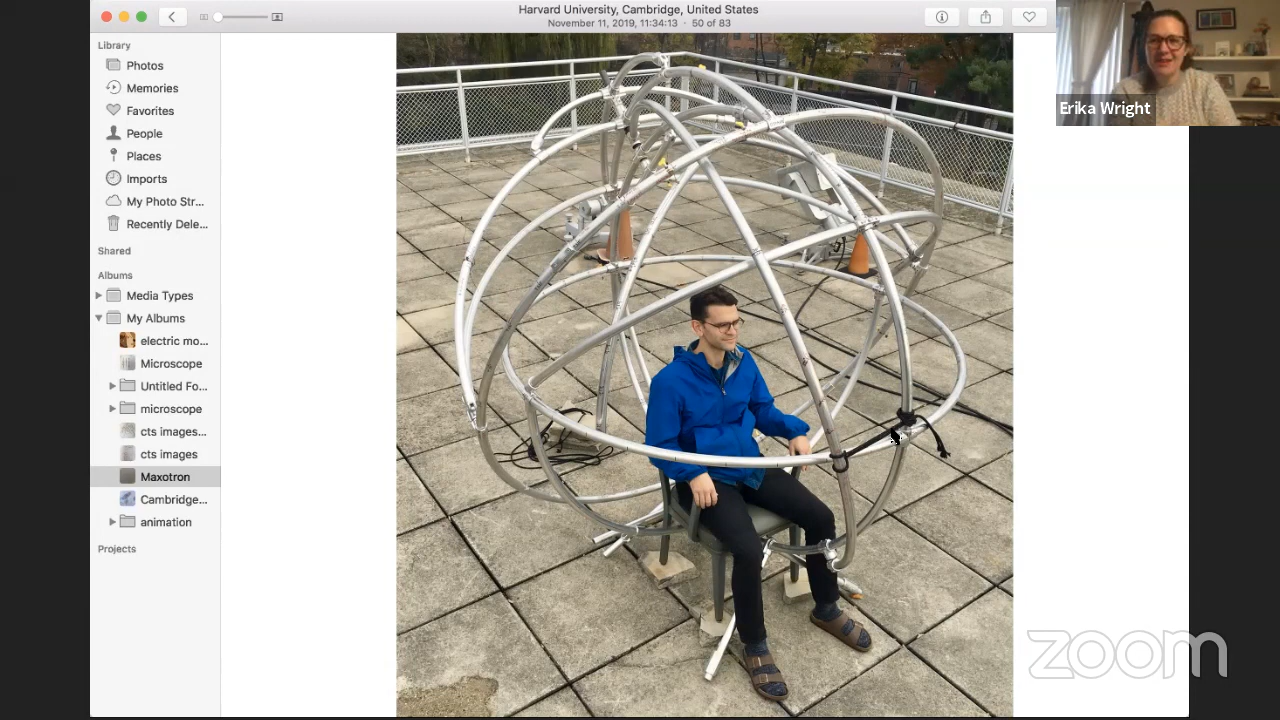 Harvard University, Cambridge, United States
November 11, 2019, 11:34:13 · 50 of 83
Erika Wright
Library
Photos
Memories
Favorites
People
Places
Imports
My Photo Str...
Recently Dele...
Shared
Albums
Media Types
My Albums
electric mo...
Microscope
Untitled Fo...
microscope
cts images...
cts images
Maxotron
Cambridge...
animation
Projects
zoom